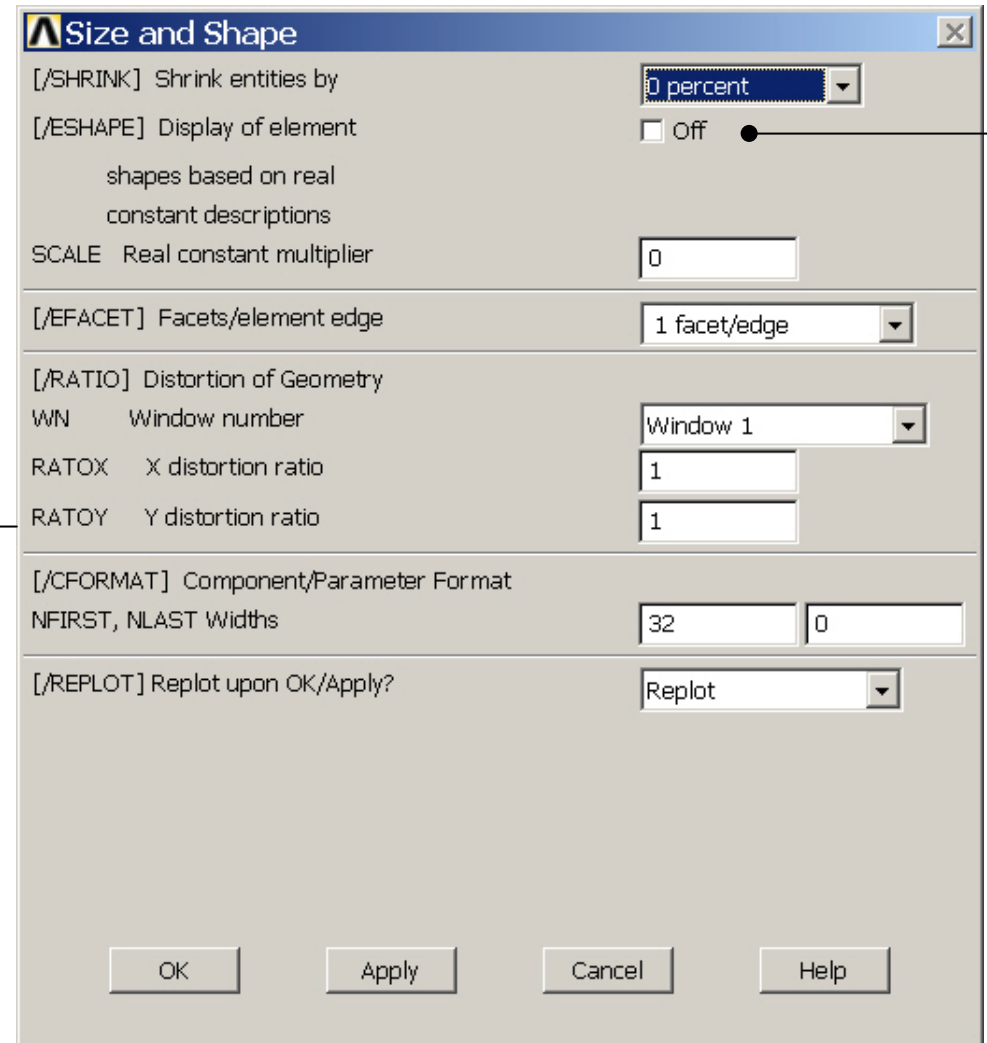 Size and Shape
[/SHRINK] Shrink entities by
0 percent
[/ESHAPE] Display of element
Off
shapes based on real
constant descriptions
SCALE Real constant multiplier
0
[/EFACET] Facets/element edge
1 facet/edge
[/RATIO] Distortion of Geometry
WN Window number
Window 1
RATOX X distortion ratio
1
RATOY Y distortion ratio
1
[/CFORMAT] Component/Parameter Format
NFIRST, NLAST Widths
32
0
[/REPLOT] Replot upon OK/Apply?
Replot
OK
Apply
Cancel
Help